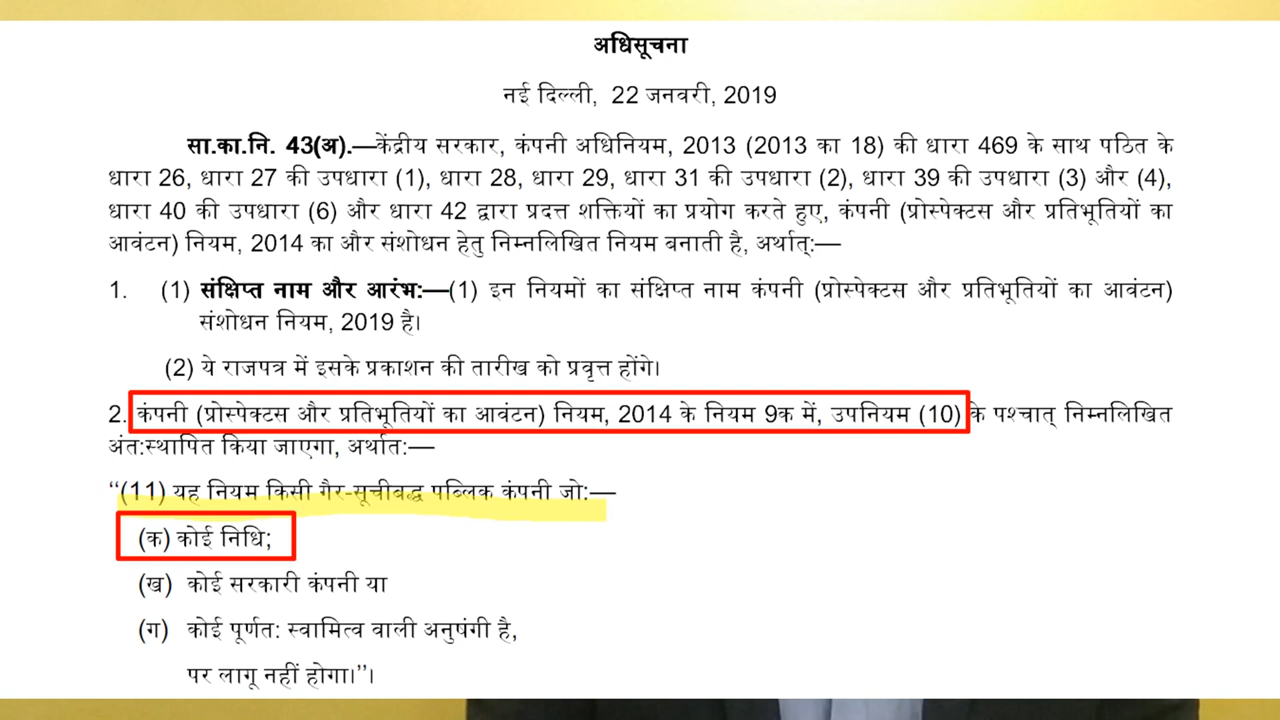 अधिसूचना
नई दिल्ली, 22 जनवरी, 2019
सा.का.नि. 43(अ).—केंद्रीय सरकार, कंपनी अधिनियम, 2013 (2013 का 18) की धारा 469 के साथ पठित के
धारा 26, धारा 27 की उपधारा (1), धारा 28, धारा 29, धारा 31 की उपधारा (2), धारा 39 की उपधारा (3) और (4),
धारा 40 की उपधारा (6) और धारा 42 द्वारा प्रदत्त शक्तियों का प्रयोग करते हुए, कंपनी (प्रोस्पेक्टस और प्रतिभूतियों का
आवंटन) नियम, 2014 का और संशोधन हेतु निम्नलिखित नियम बनाती है, अर्थात्:—
1. (1) संक्षिप्त नाम और आरंभ:—(1) इन नियमों का संक्षिप्त नाम कंपनी (प्रोस्पेक्टस और प्रतिभूतियों का आवंटन)
संशोधन नियम, 2019 है।
(2) ये राजपत्र में इसके प्रकाशन की तारीख को प्रवृत्त होंगे।
2. कंपनी (प्रोस्पेक्टस और प्रतिभूतियों का आवंटन) नियम, 2014 के नियम 9क में, उपनियम (10) के पश्चात् निम्नलिखित
अंत:स्थापित किया जाएगा, अर्थात:—
“(11) यह नियम किसी गैर-सूचीबद्ध पब्लिक कंपनी जो:—
(क) कोई निधि;
(ख) कोई सरकारी कंपनी या
(ग) कोई पूर्णत: स्वामित्व वाली अनुषंगी है,
पर लागू नहीं होगा।”।